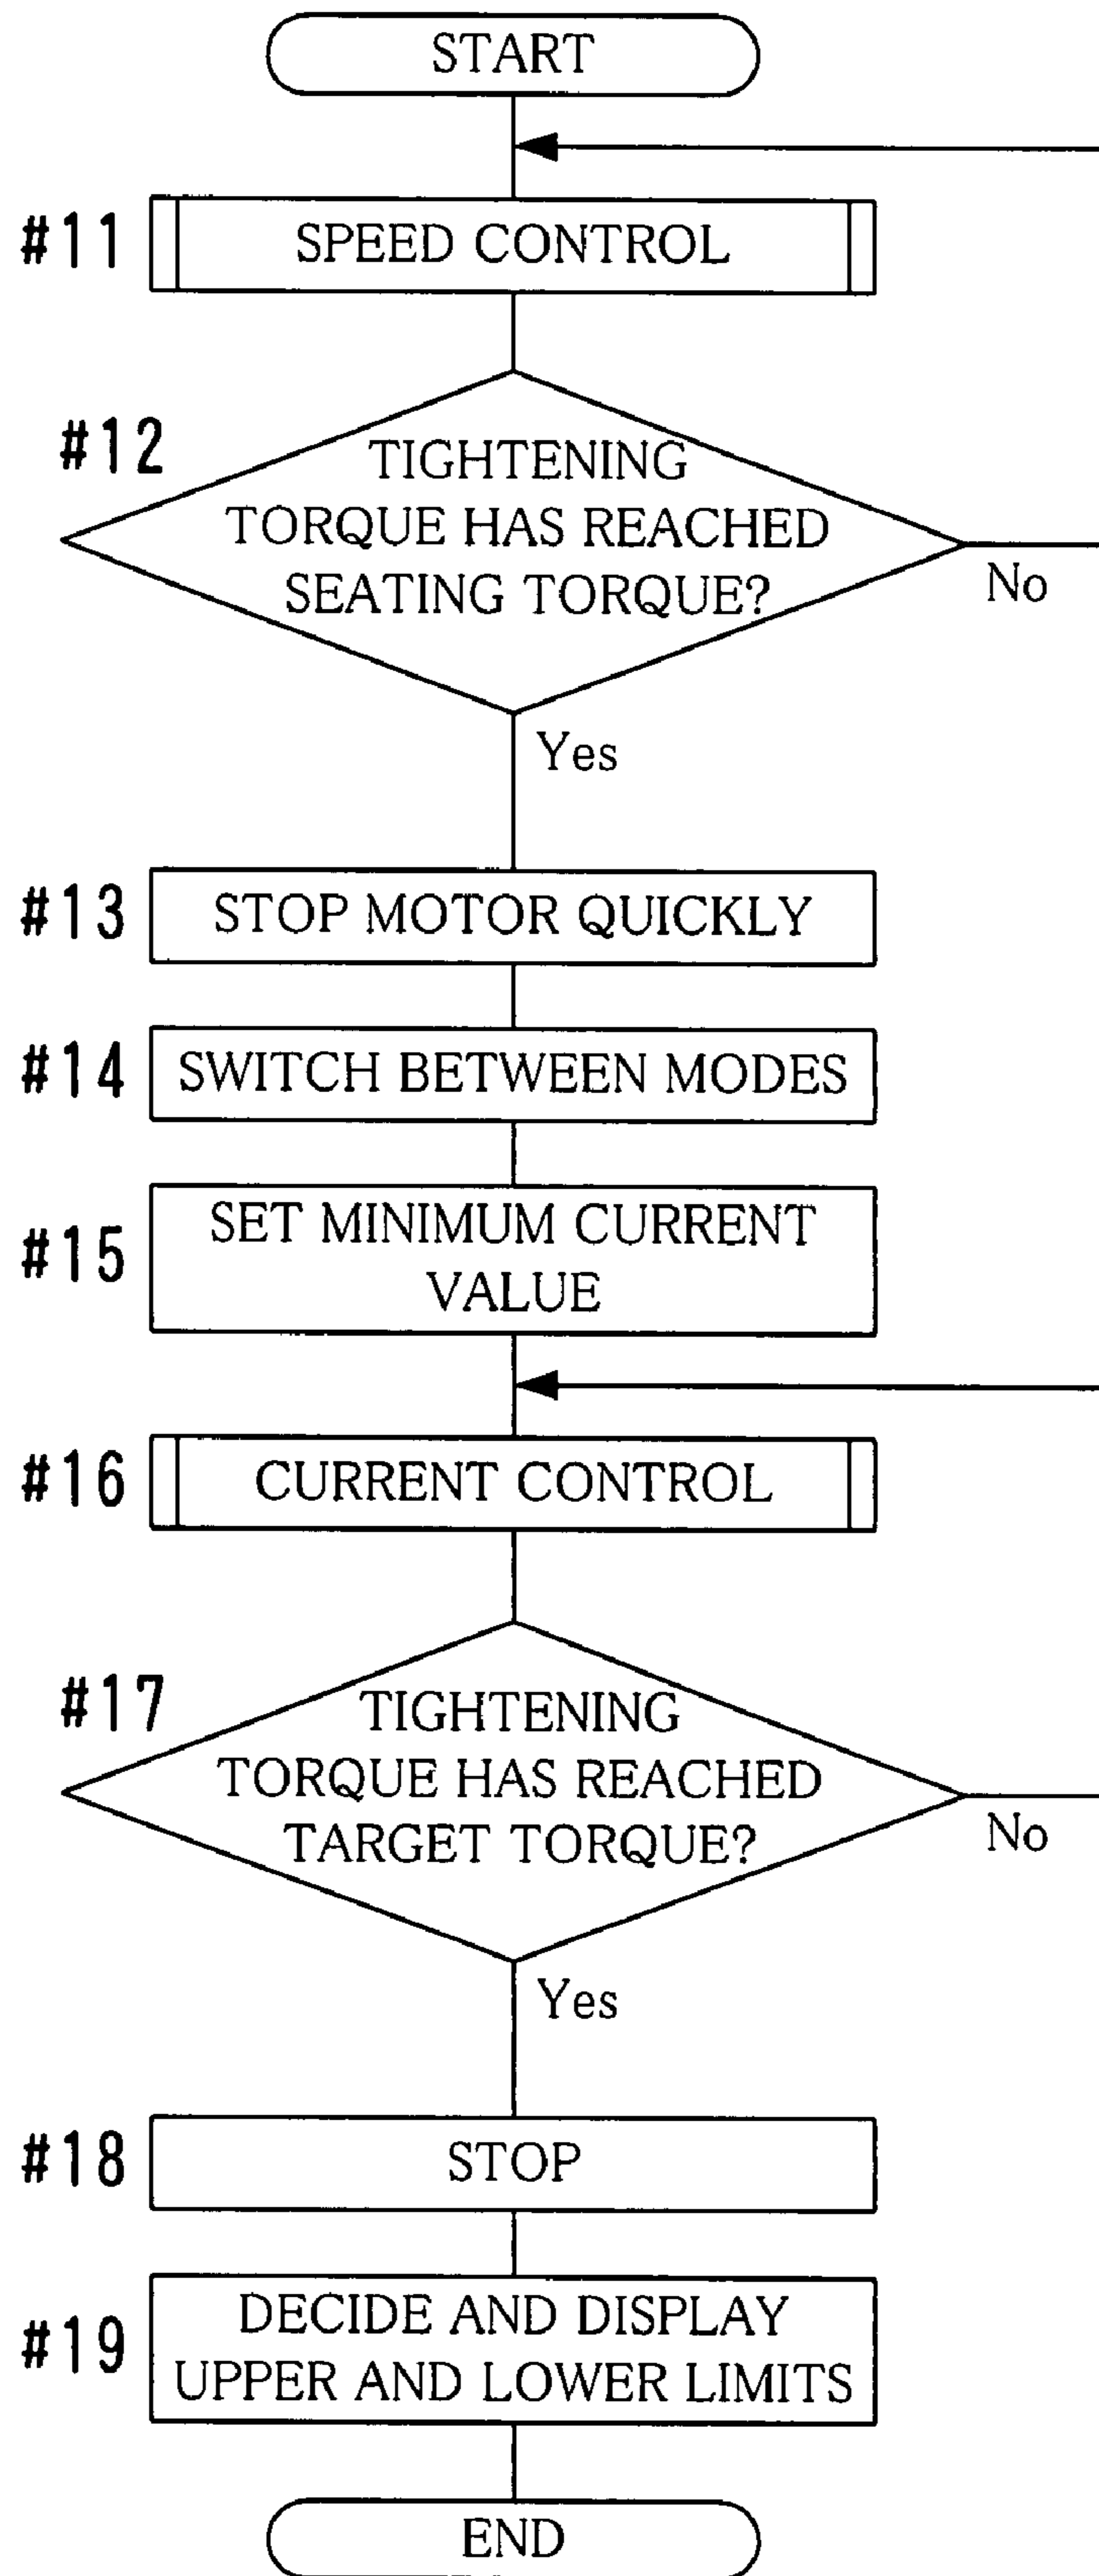 START
#11
SPEED CONTROL
#12
TIGHTENING
TORQUE HAS REACHED
SEATING TORQUE?
No
Yes
#13
STOP MOTOR QUICKLY
#14
SWITCH BETWEEN MODES
#15
SET MINIMUM CURRENT
VALUE
#16
CURRENT CONTROL
#17
TIGHTENING
TORQUE HAS REACHED
TARGET TORQUE?
No
Yes
#18
STOP
#19
DECIDE AND DISPLAY
UPPER AND LOWER LIMITS
END